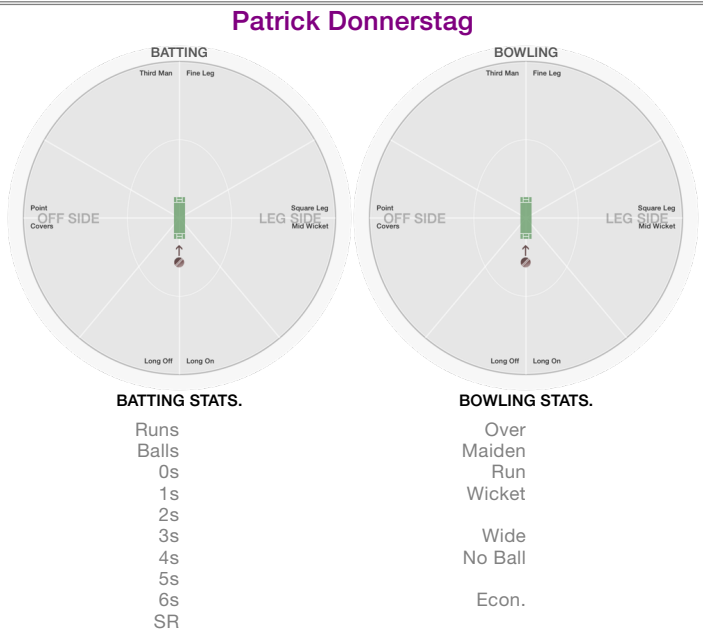 Patrick Donnerstag
BATTING
Third Man Fine Leg
Point
OFF SIDE
Covers
Square Leg
LEG SIDE
Mid Wicket
Long Off Long On
BOWLING
Third Man Fine Leg
Point
OFF SIDE
Covers
Square Leg
LEG SIDE
Mid Wicket
Long Off Long On
BATTING STATS.
Runs
Balls
0s
1s
2s
3s
4s
5s
6s
SR
BOWLING STATS.
Over
Maiden
Run
Wicket
Wide
No Ball
Econ.